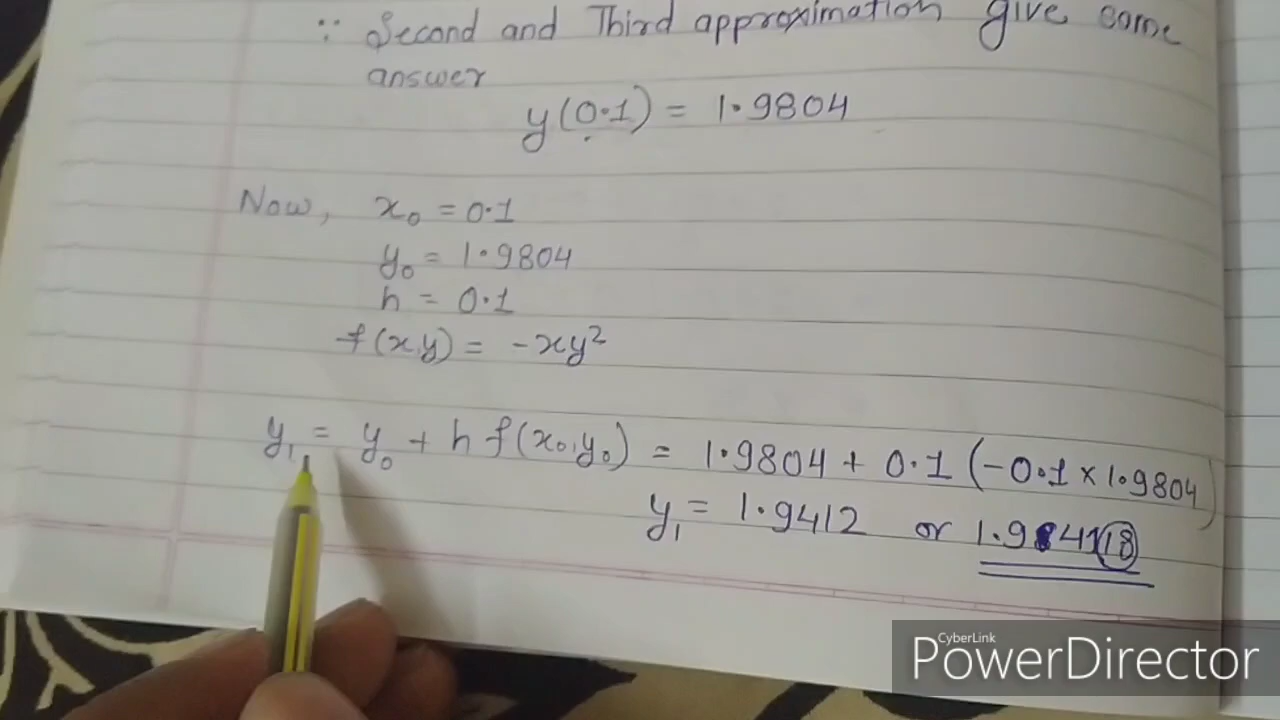 ∵ Second and Third approximation give same
answer
y(0.1) = 1.9804
Now, x₀ = 0.1
y₀ = 1.9804
h = 0.1
f(x,y) = -xy²
y₁ = y₀ + h f(x₀,y₀) = 1.9804 + 0.1 (-0.1 × 1.9804)
y₁ = 1.9412 or 1.94118
CyberLink
PowerDirector